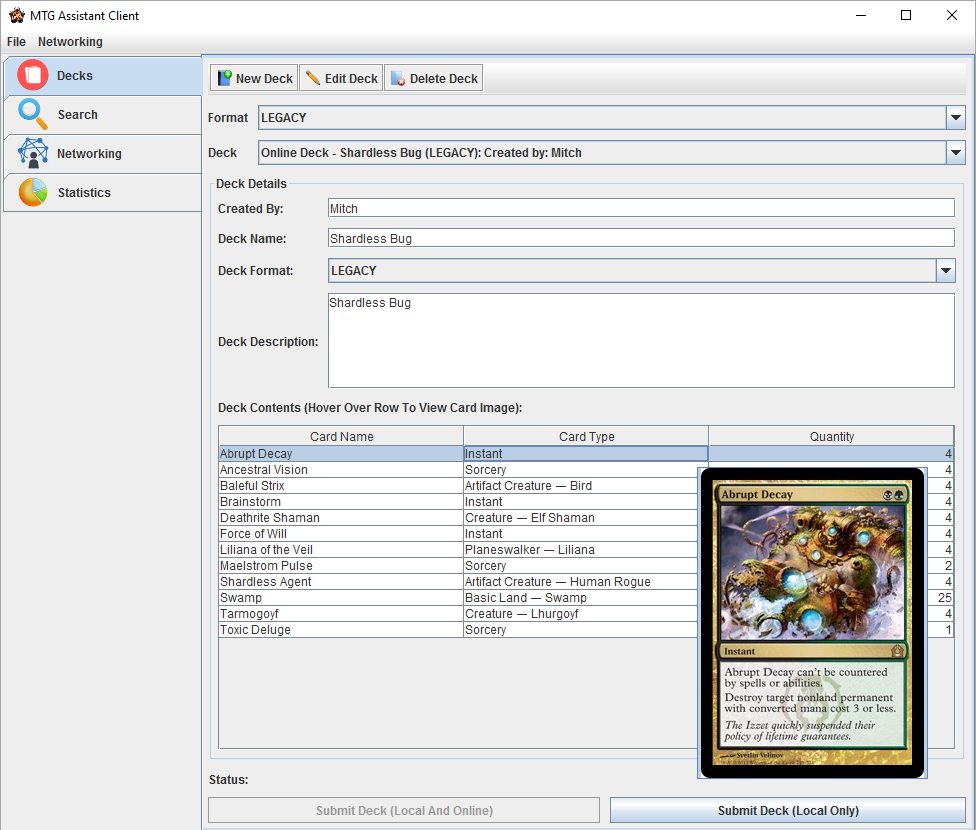 MTG Assistant Client
File Networking
Decks
Search
Networking
Statistics
New Deck Edit Deck Delete Deck
Format LEGACY
Deck Online Deck - Shardless Bug (LEGACY): Created by: Mitch
Deck Details
Created By: Mitch
Deck Name: Shardless Bug
Deck Format: LEGACY
Deck Description: Shardless Bug
Deck Contents (Hover Over Row To View Card Image):
Card Name Card Type Quantity
Abrupt Decay Instant 4
Ancestral Vision Sorcery 4
Baleful Strix Artifact Creature — Bird 4
Brainstorm Instant 4
Deathrite Shaman Creature — Elf Shaman 4
Force of Will Instant 4
Liliana of the Veil Planeswalker — Liliana 4
Maelstrom Pulse Sorcery 2
Shardless Agent Artifact Creature — Human Rogue 4
Swamp Basic Land — Swamp 25
Tarmogoyf Creature — Lhurgoyf 4
Toxic Deluge Sorcery 1
Abrupt Decay
Instant
Abrupt Decay can't be countered
by spells or abilities.
Destroy target nonland permanent
with converted mana cost 3 or less.
The Izzet quickly suspended their
policy of lifetime guarantees.
Svetlin Velinov
Status:
Submit Deck (Local And Online) Submit Deck (Local Only)